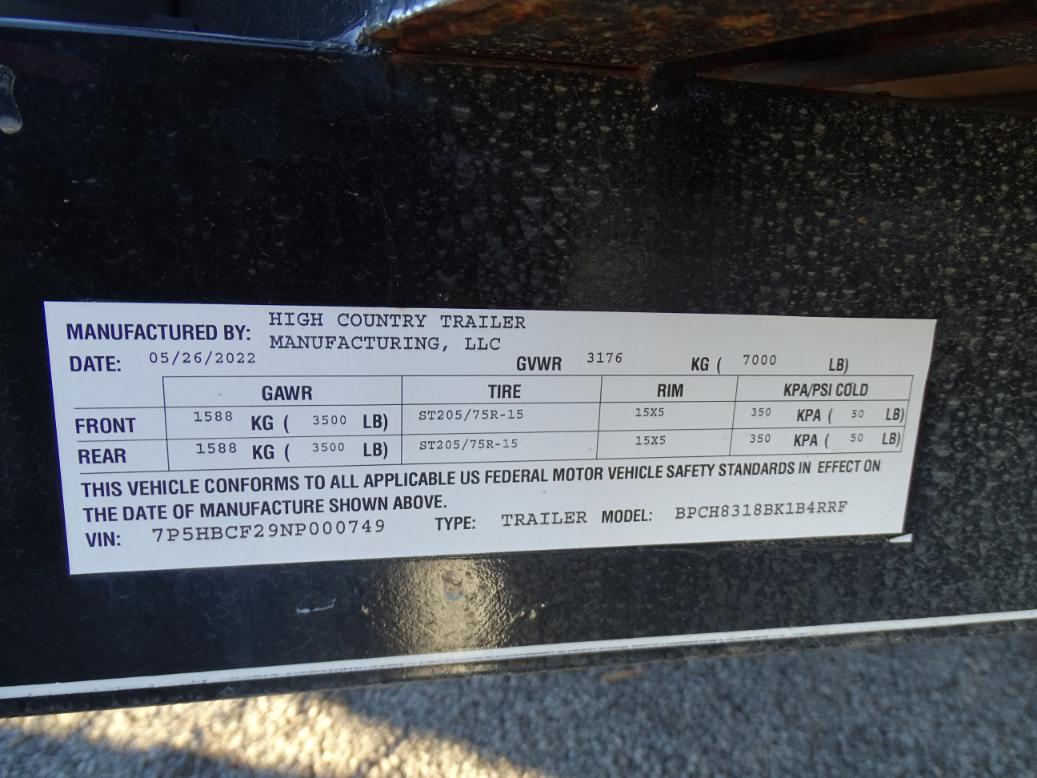 MANUFACTURED BY: HIGH COUNTRY TRAILER
MANUFACTURING, LLC
DATE: 05/26/2022 GVWR 3176 KG ( 7000 LB)
GAWR TIRE RIM KPA/PSI COLD
FRONT 1588 KG ( 3500 LB) ST205/75R-15 15X5 350 KPA ( 50 LB)
REAR 1588 KG ( 3500 LB) ST205/75R-15 15X5 350 KPA ( 50 LB)
THIS VEHICLE CONFORMS TO ALL APPLICABLE US FEDERAL MOTOR VEHICLE SAFETY STANDARDS IN EFFECT ON
THE DATE OF MANUFACTURE SHOWN ABOVE.
VIN: 7P5HBCF29NP000749 TYPE: TRAILER MODEL: BPCH8318BK1B4RRF